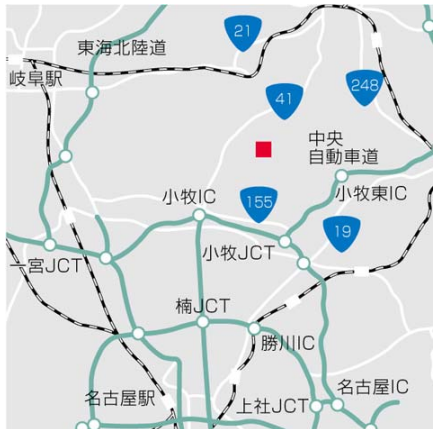 21
東海北陸道
岐阜駅
248
41
中央
自動車道
小牧IC
155
小牧東IC
19
小牧JCT
一宮JCT
楠JCT
勝川IC
名古屋駅
名古屋IC
上社JCT